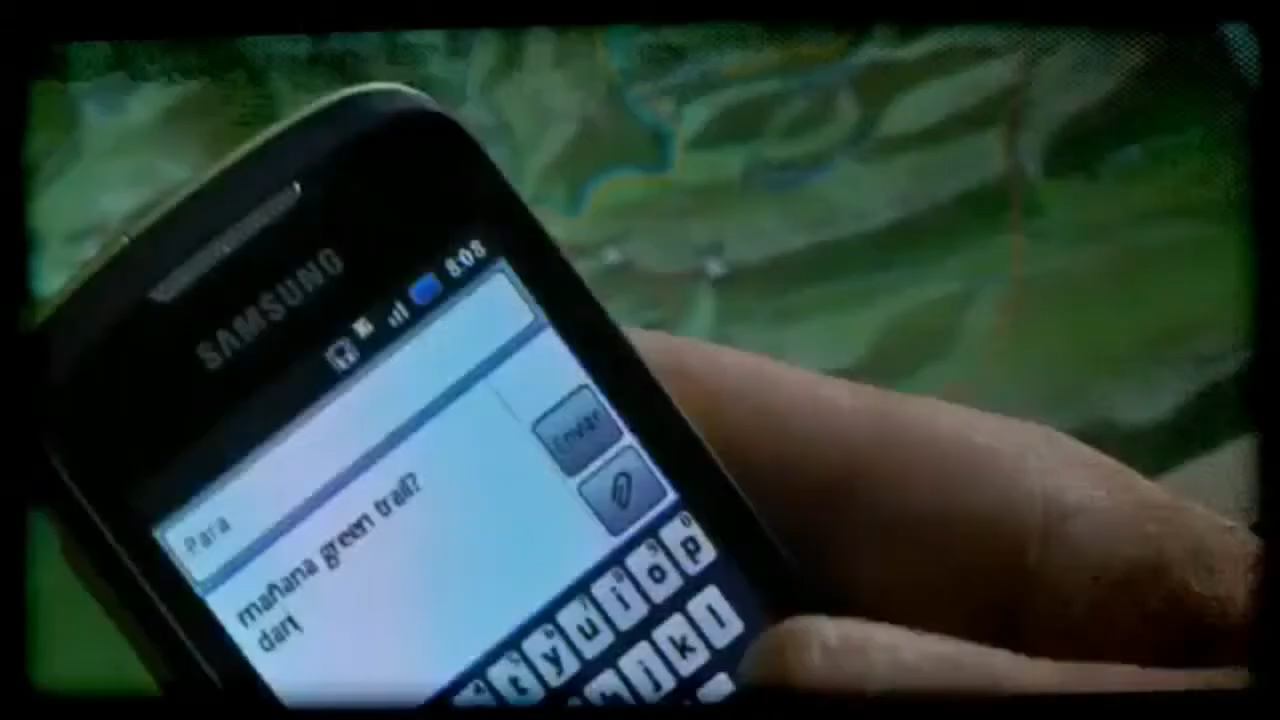 SAMSUNG
8:08
Para
Enviar
mañana green trail?
dart
t y u i o p
j k l